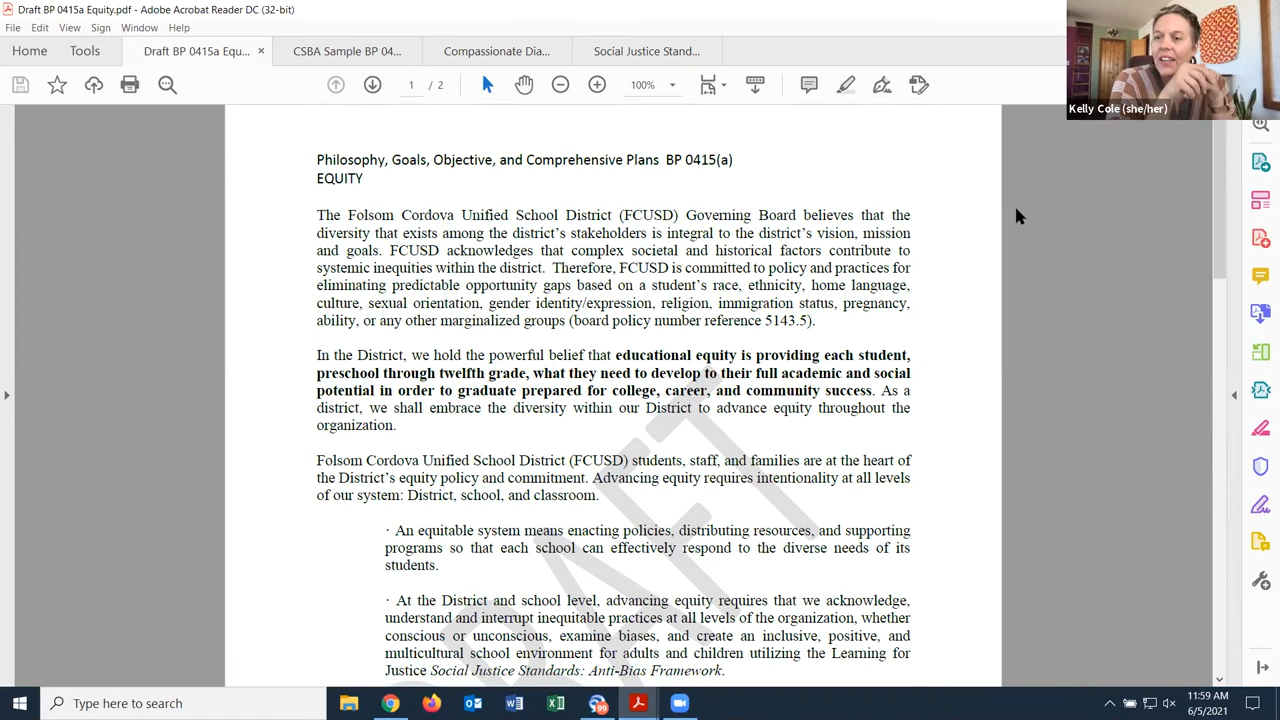 Draft BP 0415a Equity.pdf - Adobe Acrobat Reader DC (32-bit)
File Edit View Sign Window Help
Home Tools Draft BP 0415a Equ... × CSBA Sample BP 04... Compassionate Dia... Social Justice Stand...
1 / 2 100%
Kelly Cole (she/her)
Philosophy, Goals, Objective, and Comprehensive Plans BP 0415(a)
EQUITY
The Folsom Cordova Unified School District (FCUSD) Governing Board believes that the
diversity that exists among the district's stakeholders is integral to the district's vision, mission
and goals. FCUSD acknowledges that complex societal and historical factors contribute to
systemic inequities within the district. Therefore, FCUSD is committed to policy and practices for
eliminating predictable opportunity gaps based on a student's race, ethnicity, home language,
culture, sexual orientation, gender identity/expression, religion, immigration status, pregnancy,
ability, or any other marginalized groups (board policy number reference 5143.5).
In the District, we hold the powerful belief that educational equity is providing each student,
preschool through twelfth grade, what they need to develop to their full academic and social
potential in order to graduate prepared for college, career, and community success. As a
district, we shall embrace the diversity within our District to advance equity throughout the
organization.
Folsom Cordova Unified School District (FCUSD) students, staff, and families are at the heart of
the District's equity policy and commitment. Advancing equity requires intentionality at all levels
of our system: District, school, and classroom.
· An equitable system means enacting policies, distributing resources, and supporting
programs so that each school can effectively respond to the diverse needs of its
students.
· At the District and school level, advancing equity requires that we acknowledge,
understand and interrupt inequitable practices at all levels of the organization, whether
conscious or unconscious, examine biases, and create an inclusive, positive, and
multicultural school environment for adults and children utilizing the Learning for
Justice Social Justice Standards: Anti-Bias Framework.
DRAFT
Type here to search
99
11:59 AM
6/5/2021